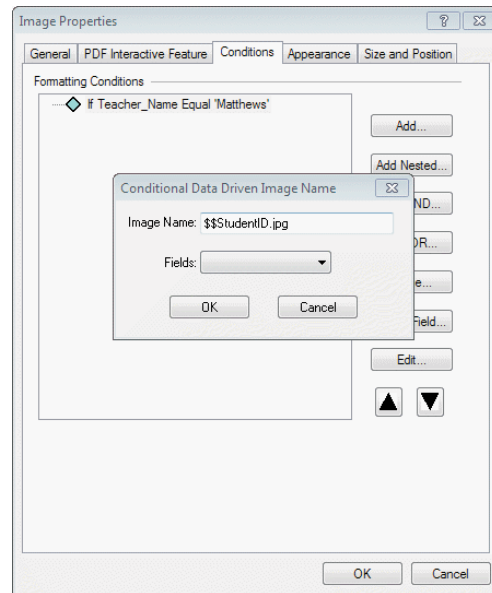 Image Properties
General PDF Interactive Feature Conditions Appearance Size and Position
Formatting Conditions
If Teacher_Name Equal 'Matthews'
Add...
Add Nested...
Conditional Data Driven Image Name
Image Name: $$StudentID.jpg
Fields:
OK Cancel
Field...
Edit...
OK Cancel